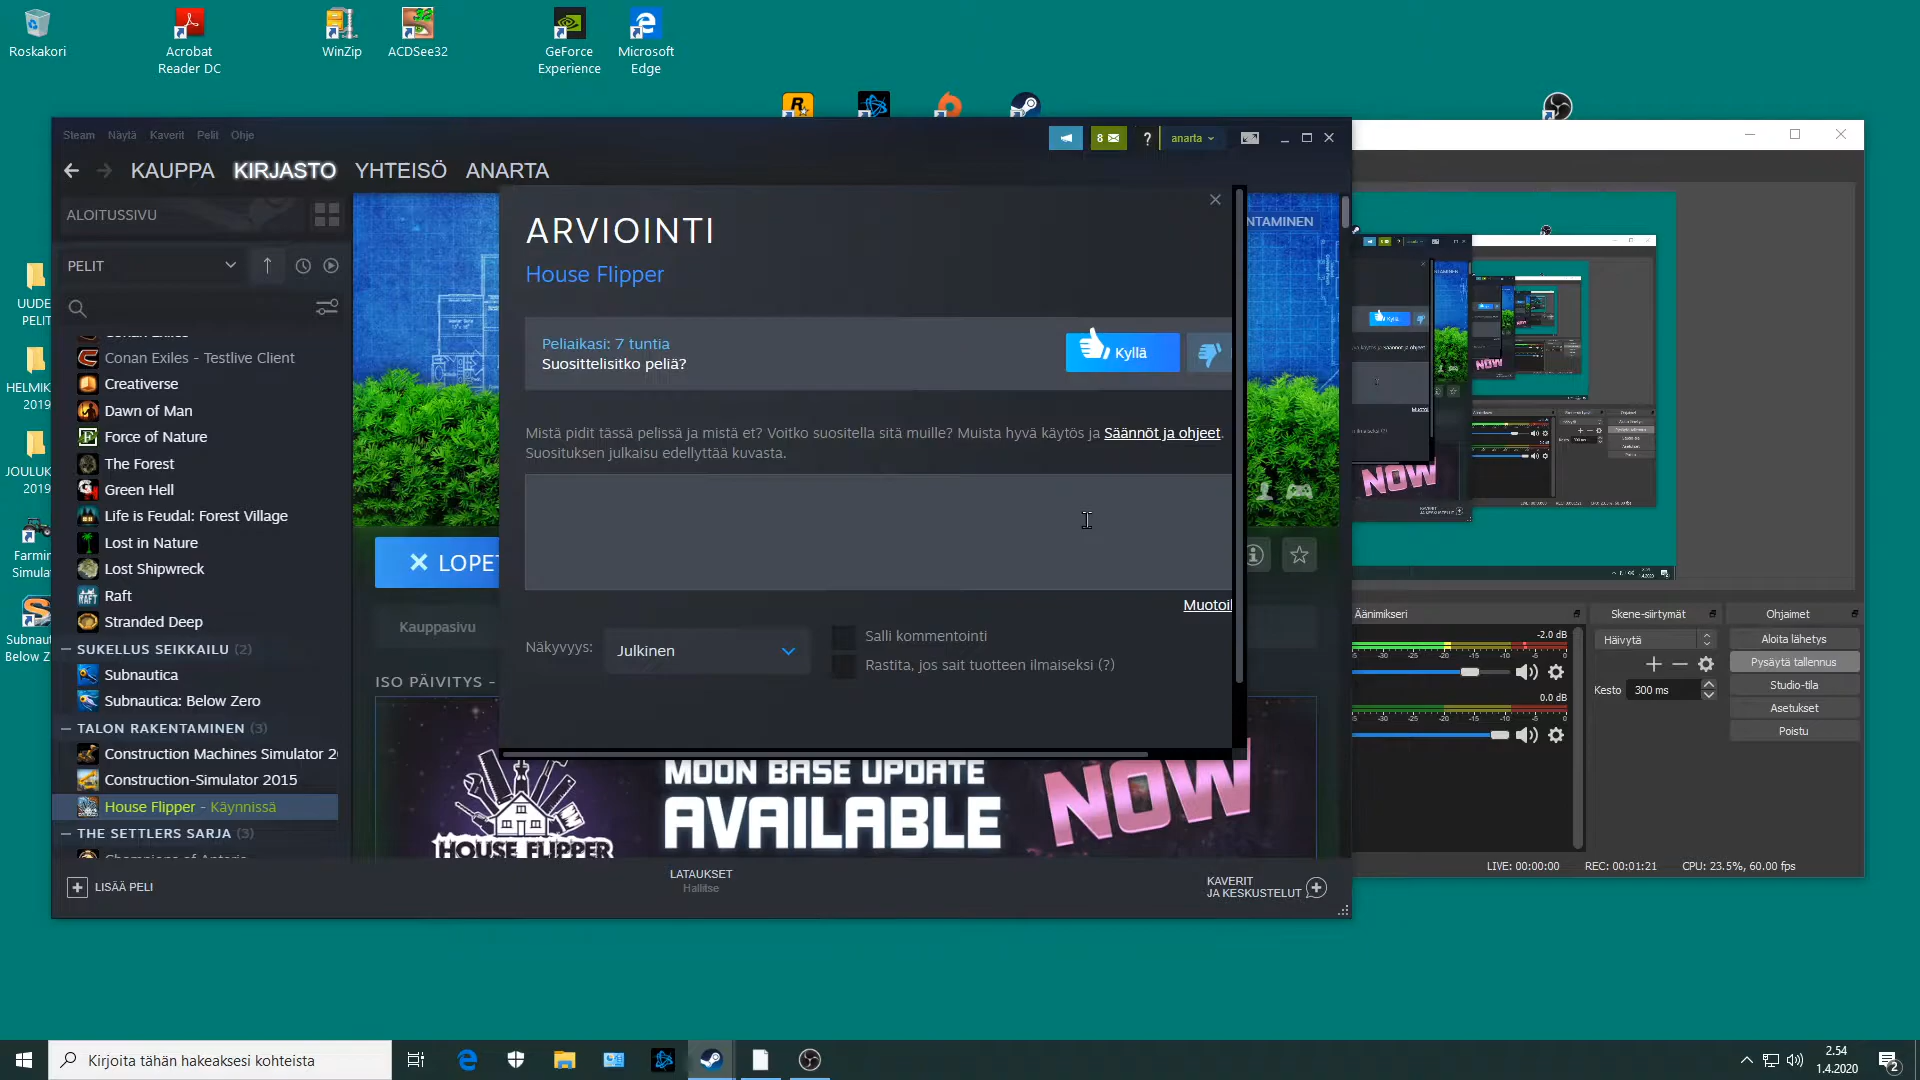 Roskakori
Acrobat
Reader DC
WinZip
ACDSee32
GeForce
Experience
Microsoft
Edge
Steam Näytä Kaverit Pelit Ohje
8
?
anarta
KAUPPA KIRJASTO YHTEISÖ ANARTA
ALOITUSSIVU
PELIT
Conan Exiles - Testlive Client
Creativerse
Dawn of Man
Force of Nature
The Forest
Green Hell
Life is Feudal: Forest Village
Lost in Nature
Lost Shipwreck
Raft
Stranded Deep
SUKELLUS SEIKKAILU (2)
Subnautica
Subnautica: Below Zero
TALON RAKENTAMINEN (3)
Construction Machines Simulator 2
Construction-Simulator 2015
House Flipper - Käynnissä
THE SETTLERS SARJA (3)
LISÄÄ PELI
UUDE
PELIT
HELMIK
2019
JOULUK
2019
Farmin
Simula
Subnau
Below Z
NTAMINEN
ARVIOINTI
House Flipper
Peliaikasi: 7 tuntia
Suosittelisitko peliä?
Kyllä
Mistä pidit tässä pelissä ja mistä et? Voitko suositella sitä muille? Muista hyvä käytös ja Säännöt ja ohjeet.
Suosituksen julkaisu edellyttää kuvasta.
Muotoil
Näkyvyys:
Julkinen
Salli kommentointi
Rastita, jos sait tuotteen ilmaiseksi (?)
LOPET
Kauppasivu
ISO PÄIVITYS -
HOUSE FLIPPER
MOON BASE UPDATE
AVAILABLE
NOW
LATAUKSET
Hallitse
KAVERIT
JA KESKUSTELUT
NOW
Äänimikseri
-2.0 dB
0.0 dB
Skene-siirtymät
Häivytä
Kesto
300 ms
Ohjaimet
Aloita lähetys
Pysäytä tallennus
Studio-tila
Asetukset
Poistu
LIVE: 00:00:00
REC: 00:01:21
CPU: 23.5%, 60.00 fps
Kirjoita tähän hakeaksesi kohteista
2.54
1.4.2020
2